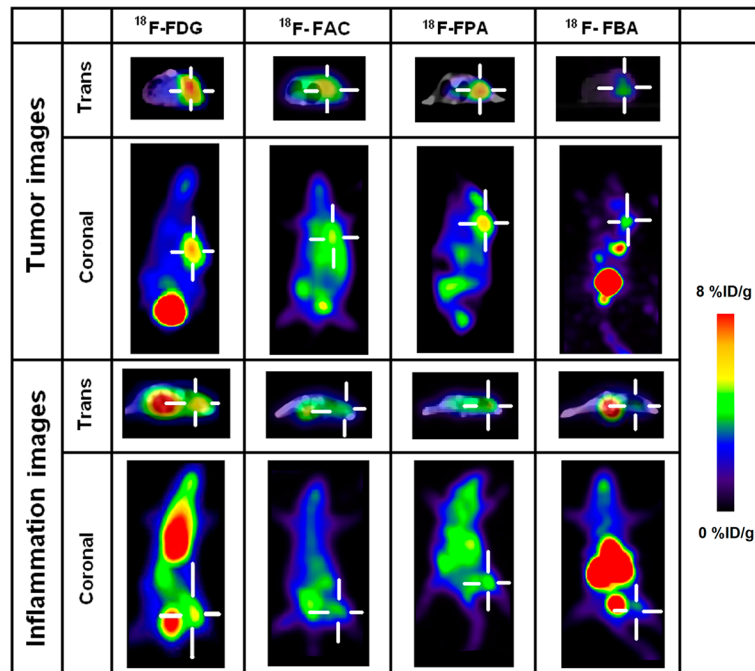 ¹⁸F-FDG ¹⁸F- FAC ¹⁸F-FPA ¹⁸F- FBA
Tumor images
Trans
Coronal
Inflammation images
Trans
Coronal
8 %ID/g
0 %ID/g